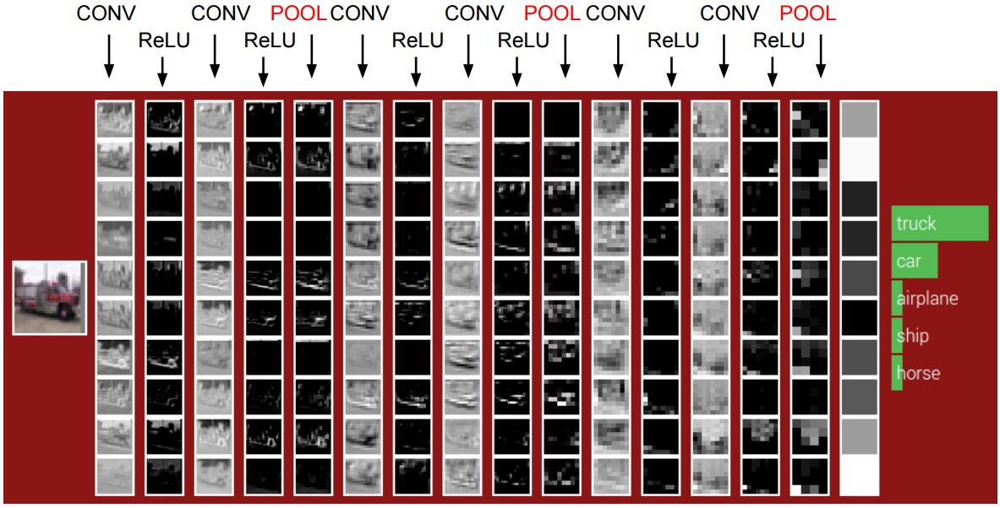 CONV CONV POOL CONV CONV POOL CONV CONV POOL
ReLU ReLU ReLU ReLU ReLU ReLU
truck
car
airplane
ship
horse